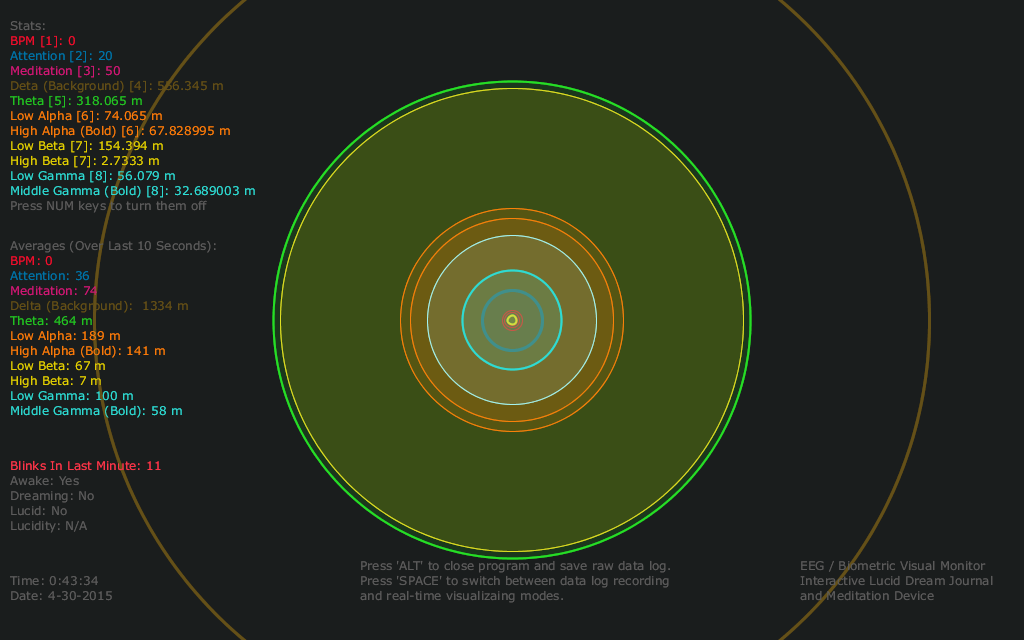 Stats:
BPM [1]: 0
Attention [2]: 20
Meditation [3]: 50
Deta (Background) [4]: 556.345 m
Theta [5]: 318.065 m
Low Alpha [6]: 74.065 m
High Alpha (Bold) [6]: 67.828995 m
Low Beta [7]: 154.394 m
High Beta [7]: 2.7333 m
Low Gamma [8]: 56.079 m
Middle Gamma (Bold) [8]: 32.689003 m
Press NUM keys to turn them off
Averages (Over Last 10 Seconds):
BPM: 0
Attention: 36
Meditation: 74
Delta (Background): 1334 m
Theta: 464 m
Low Alpha: 189 m
High Alpha (Bold): 141 m
Low Beta: 67 m
High Beta: 7 m
Low Gamma: 100 m
Middle Gamma (Bold): 58 m
Blinks In Last Minute: 11
Awake: Yes
Dreaming: No
Lucid: No
Lucidity: N/A
Time: 0:43:34
Date: 4-30-2015
Press 'ALT' to close program and save raw data log.
Press 'SPACE' to switch between data log recording
and real-time visualizaing modes.
EEG / Biometric Visual Monitor
Interactive Lucid Dream Journal
and Meditation Device